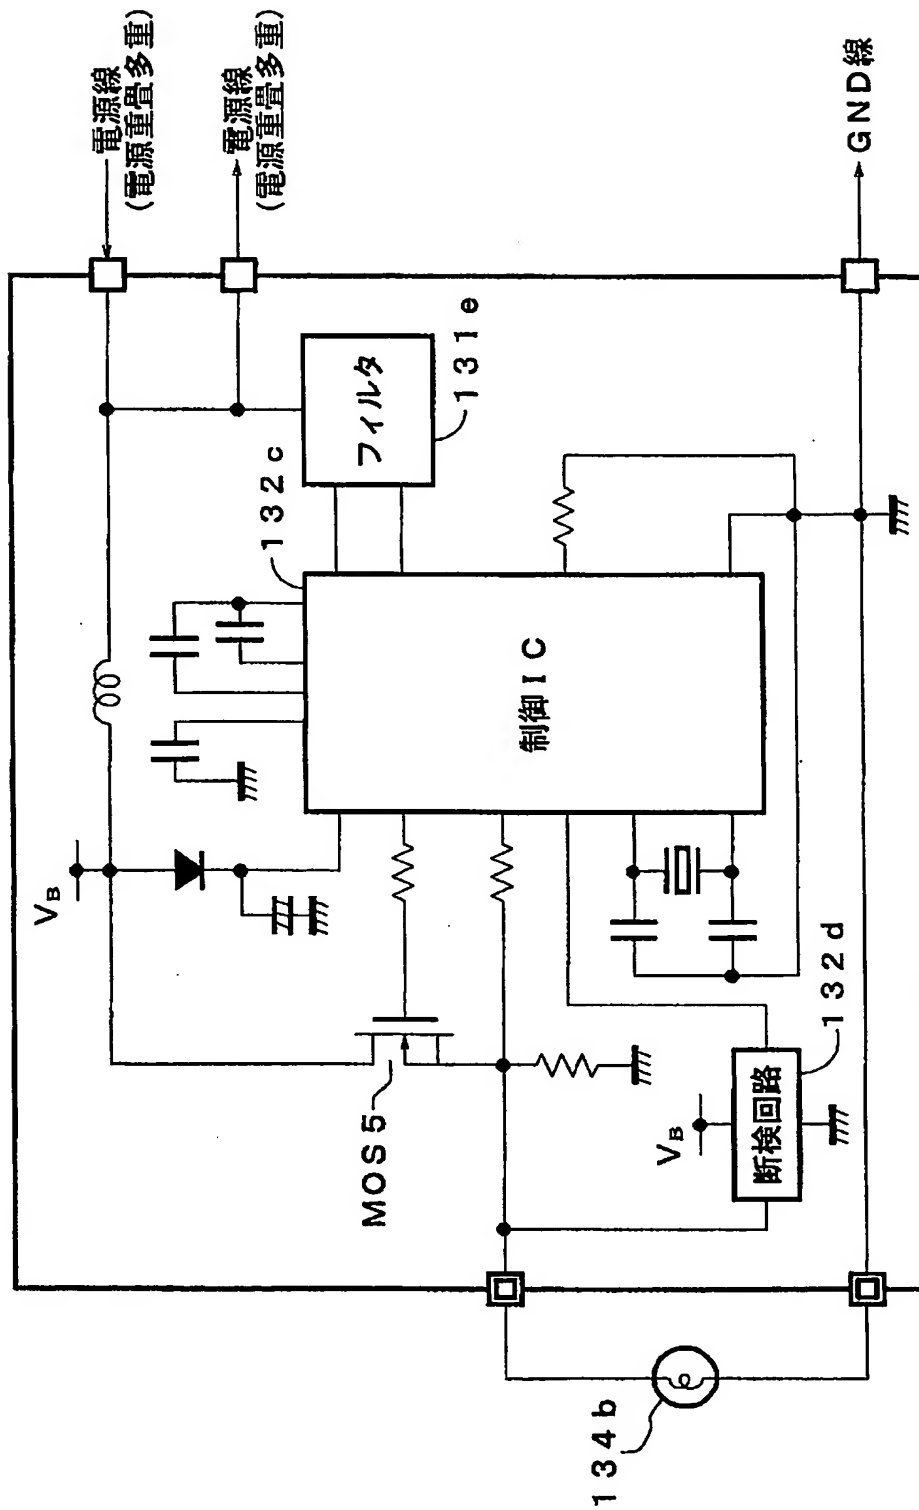 電源線
(電源重畳多重)
電源線
(電源重畳多重)
GND線
VB
132c
フィルタ
131e
制御IC
MOS5
VB
断検回路
132d
134b